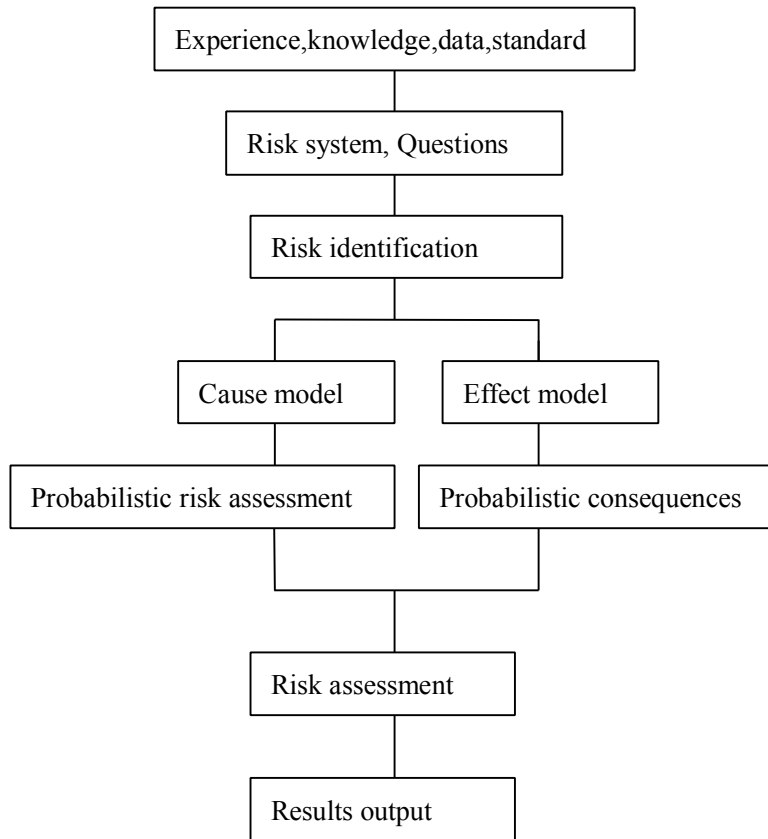 Experience,knowledge,data,standard
Risk system, Questions
Risk identification
Cause model
Effect model
Probabilistic risk assessment
Probabilistic consequences
Risk assessment
Results output